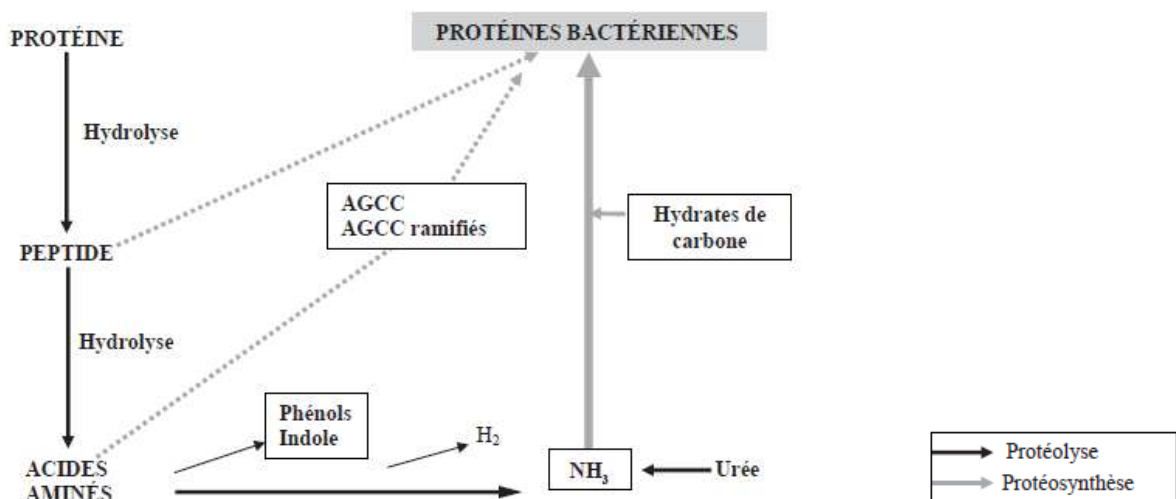 PROTÉINE
PROTÉINES BACTÉRIENNES
Hydrolyse
AGCC
AGCC ramifiés
Hydrates de
carbone
PEPTIDE
Hydrolyse
Phénols
Indole
H2
ACIDES
AMINÉS
NH3
Urée
Protéolyse
Protéosynthèse